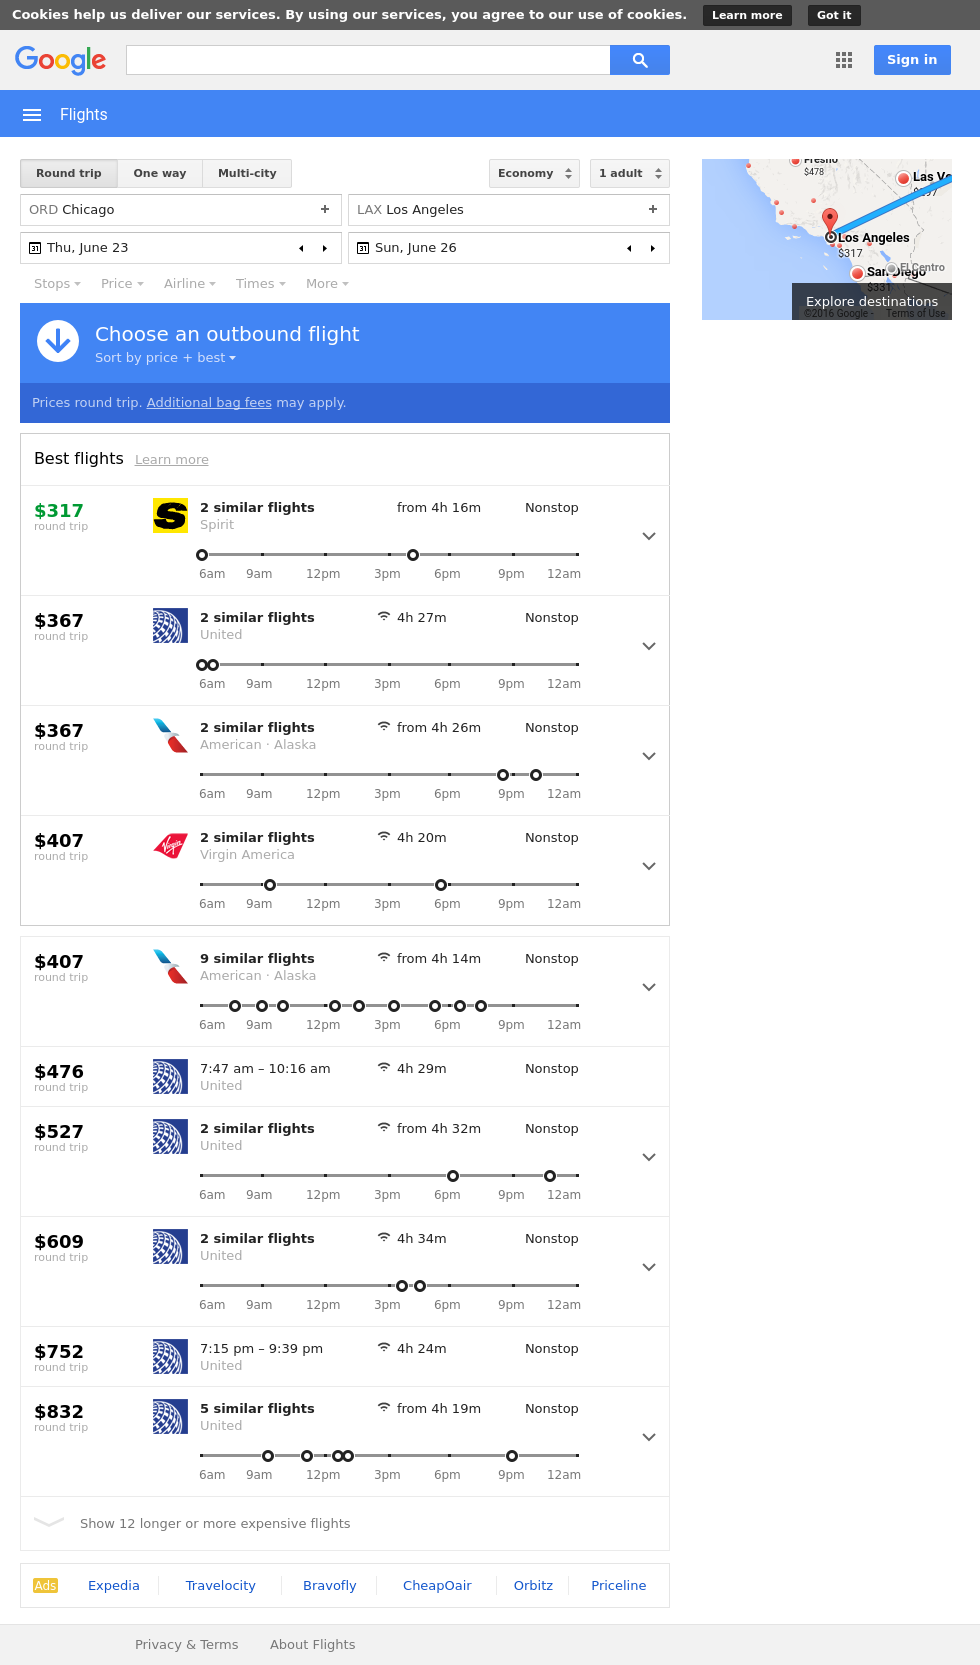 Cookies help us deliver our services. By using our services, you agree to our use of cookies. Learn more Got it
Google
Sign in
Flights
Round trip One way Multi-city Economy 1 adult
ORD Chicago + LAX Los Angeles +
31 Thu, June 23 31 Sun, June 26
Stops Price Airline Times More
Fresno
$478
Las Ve
Los Angeles
$317
San Diego
El Centro
$331
Explore destinations
©2016 Google - Terms of Use
Choose an outbound flight
Sort by price + best
Prices round trip. Additional bag fees may apply.
Best flights Learn more
$317 2 similar flights from 4h 16m Nonstop
round trip Spirit
6am 9am 12pm 3pm 6pm 9pm 12am
$367 2 similar flights 4h 27m Nonstop
round trip United
6am 9am 12pm 3pm 6pm 9pm 12am
$367 2 similar flights from 4h 26m Nonstop
round trip American · Alaska
6am 9am 12pm 3pm 6pm 9pm 12am
$407 2 similar flights 4h 20m Nonstop
round trip Virgin Virgin America
6am 9am 12pm 3pm 6pm 9pm 12am
$407 9 similar flights from 4h 14m Nonstop
round trip American · Alaska
6am 9am 12pm 3pm 6pm 9pm 12am
$476 7:47 am – 10:16 am 4h 29m Nonstop
round trip United
$527 2 similar flights from 4h 32m Nonstop
round trip United
6am 9am 12pm 3pm 6pm 9pm 12am
$609 2 similar flights 4h 34m Nonstop
round trip United
6am 9am 12pm 3pm 6pm 9pm 12am
$752 7:15 pm – 9:39 pm 4h 24m Nonstop
round trip United
$832 5 similar flights from 4h 19m Nonstop
round trip United
6am 9am 12pm 3pm 6pm 9pm 12am
Show 12 longer or more expensive flights
Ads Expedia Travelocity Bravofly CheapOair Orbitz Priceline
Privacy & Terms About Flights